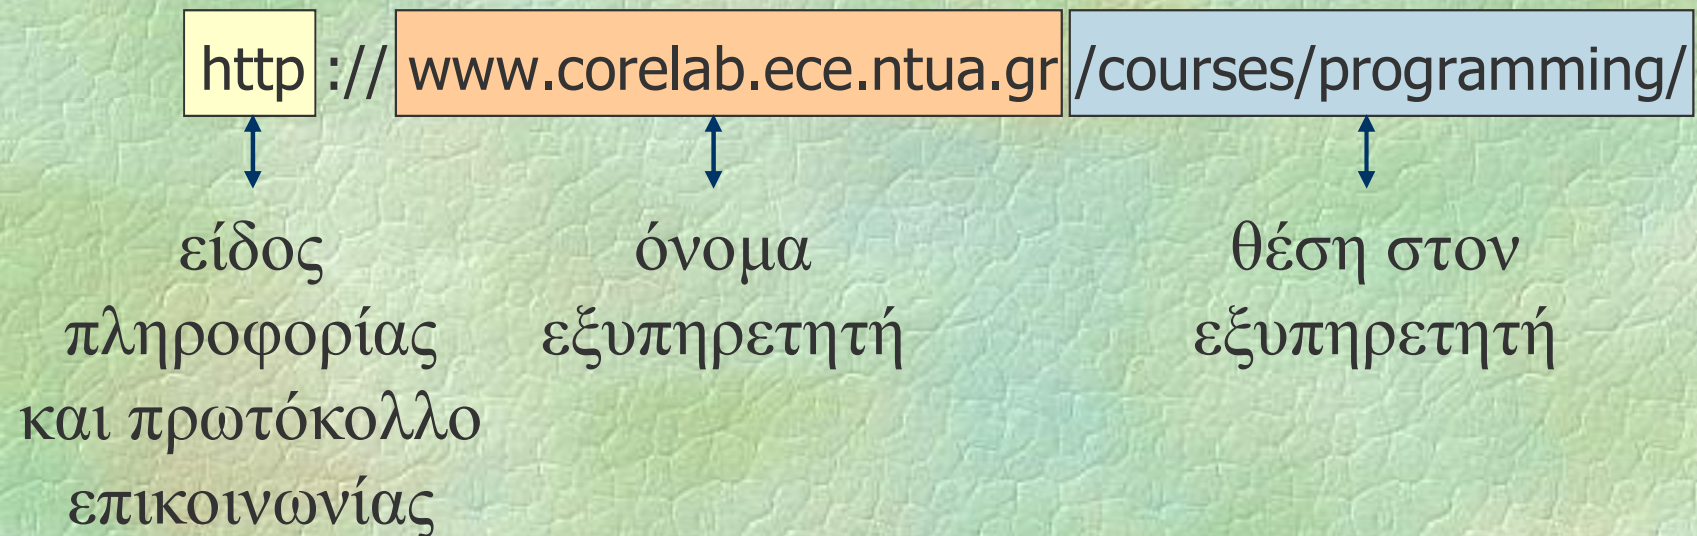 http :// www.corelab.ece.ntua.gr /courses/programming/
είδος
πληροφορίας
και πρωτόκολλο
επικοινωνίας
όνομα
εξυπηρετητή
θέση στον
εξυπηρετητή